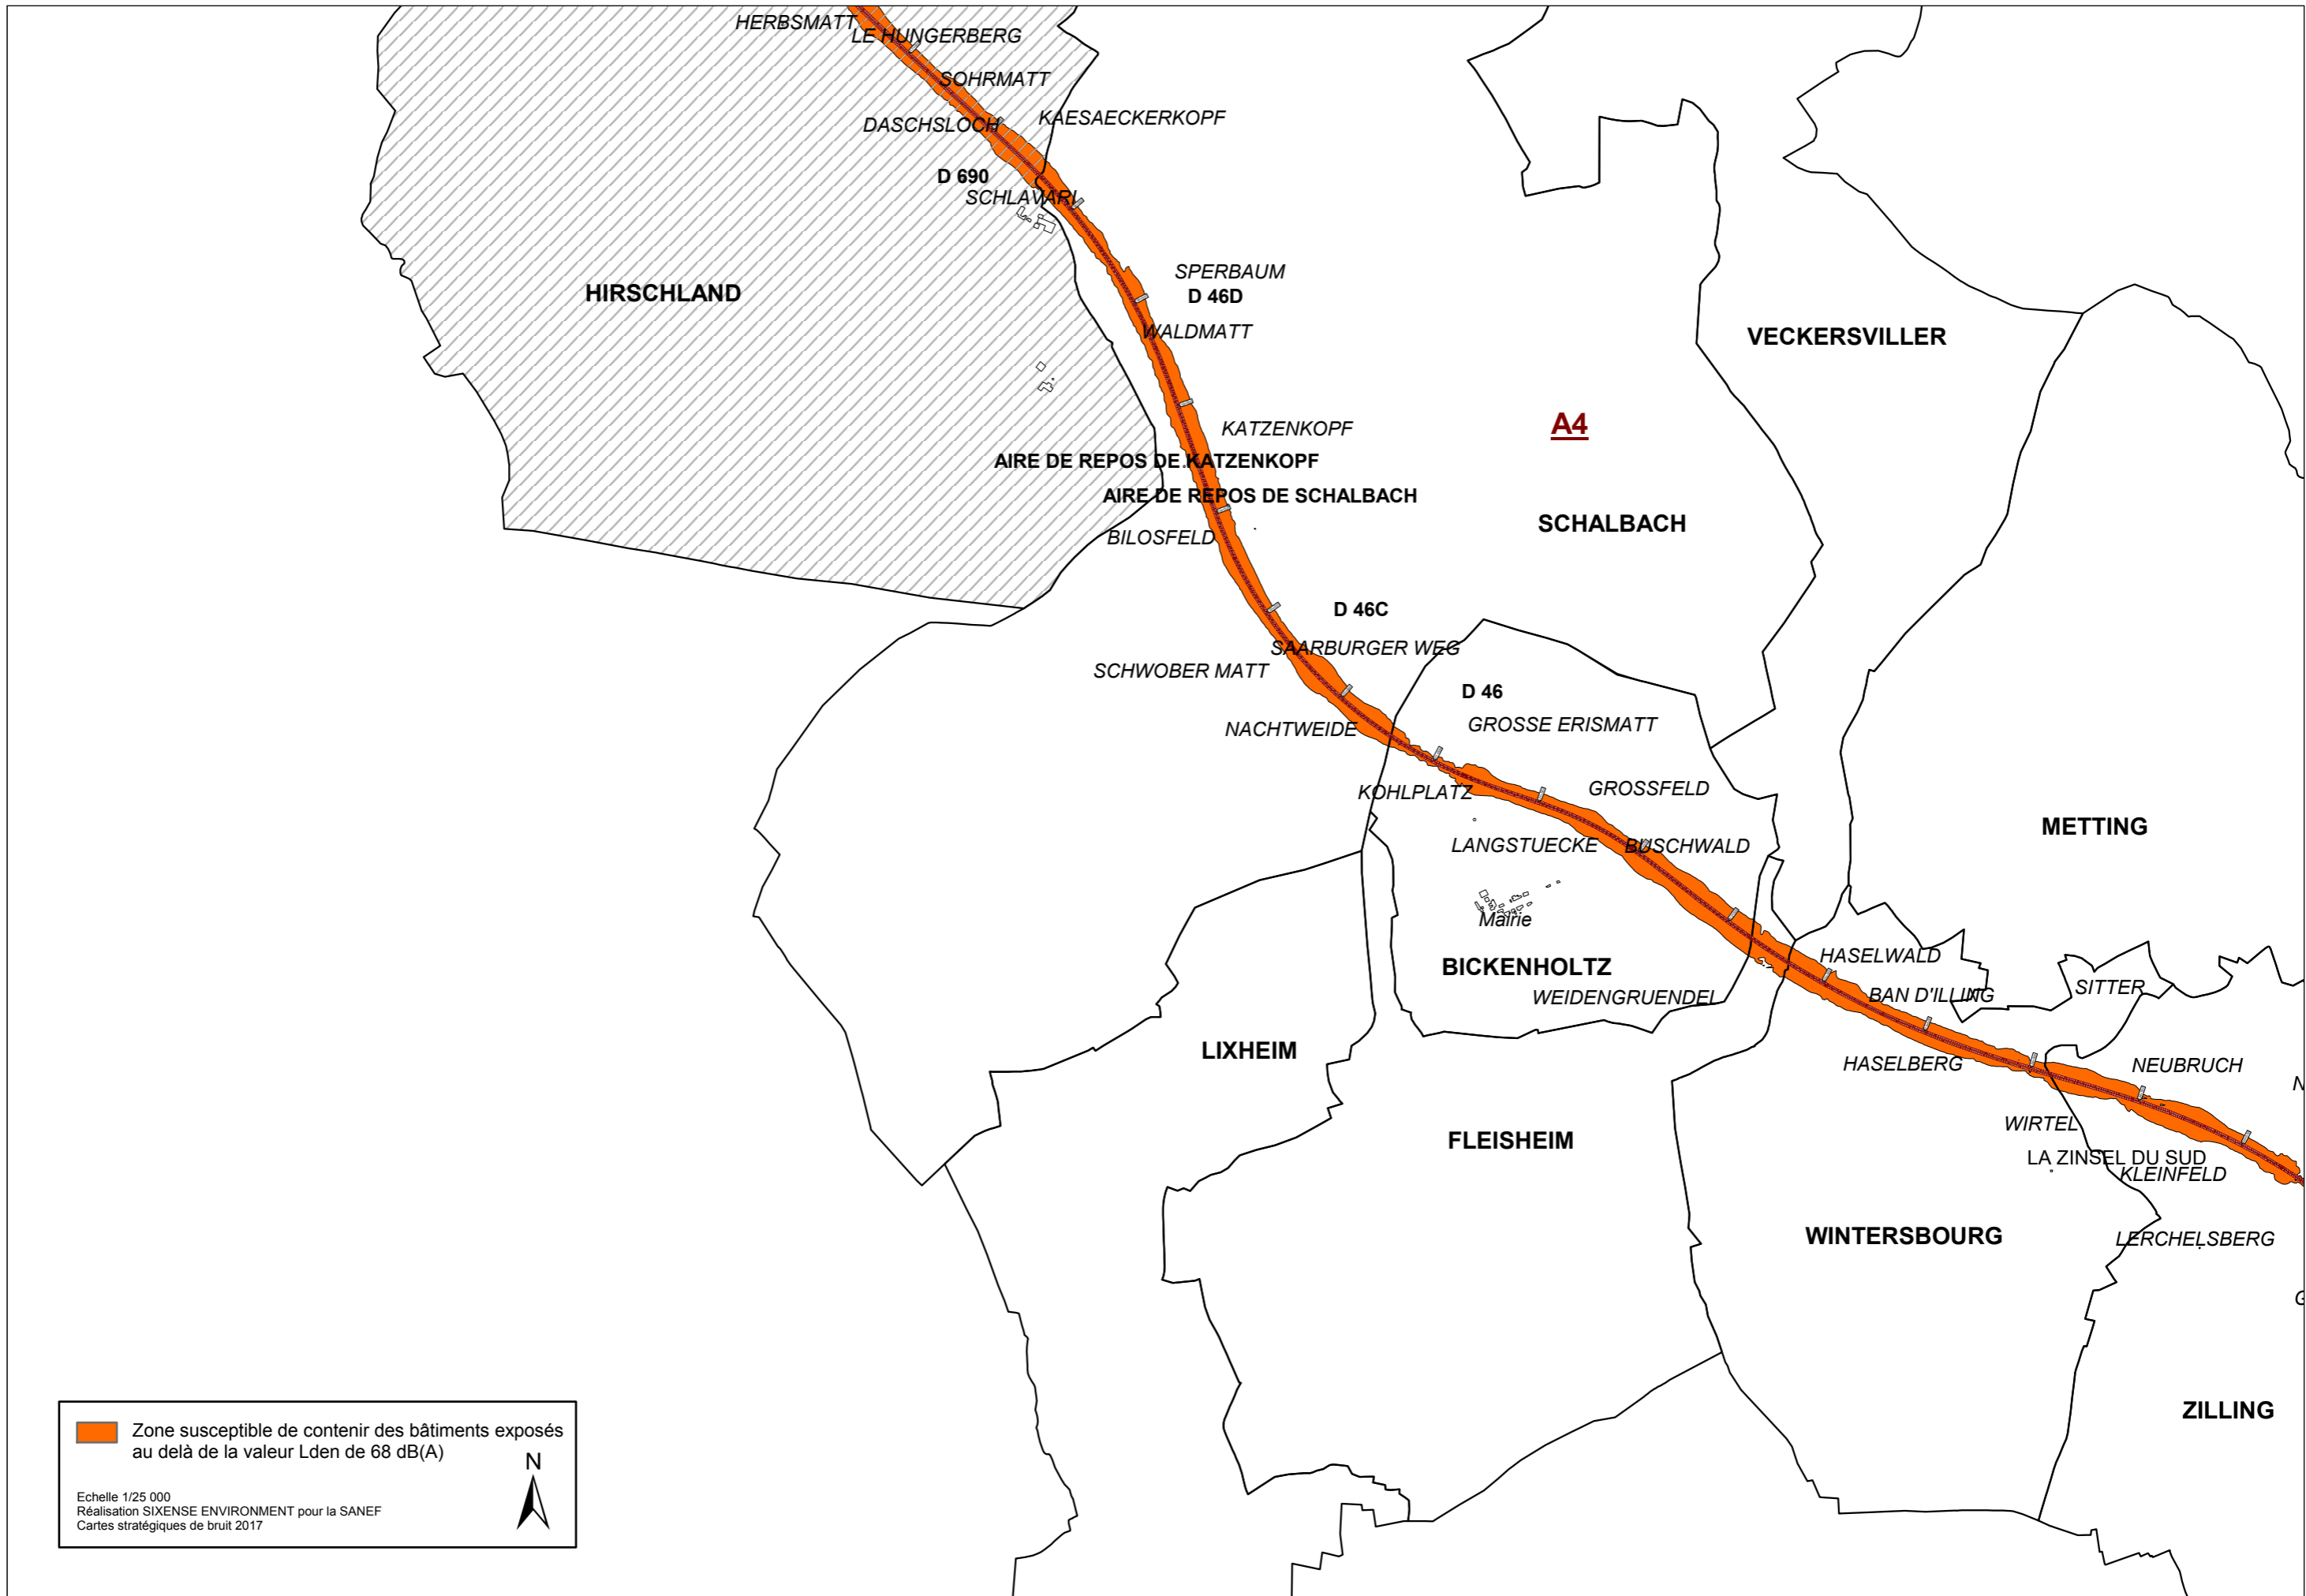 HERBSMATT
LE HUNGERBERG
SOHRMATT
KAESAECKERKOPF
DASCHSLOCH
D 690
SCHLAVARI
SPERBAUM
HIRSCHLAND
D 46D
WALDMATT
VECKERSVILLER
A4
KATZENKOPF
AIRE DE REPOS DE KATZENKOPF
AIRE DE REPOS DE SCHALBACH
SCHALBACH
BILOSFELD
D 46C
SAARBURGER WEG
SCHWOBER MATT
D 46
GROSSE ERISMATT
NACHTWEIDE
GROSSFELD
KOHLPLATZ
METTING
LANGSTUECKE
BUSCHWALD
Mairie
HASELWALD
BICKENHOLTZ
SITTER
BAN D'ILLING
WEIDENGRUENDEL
LIXHEIM
HASELBERG
NEUBRUCH
N
WIRTEL
FLEISHEIM
LA ZINSEL DU SUD
KLEINFELD
WINTERSBOURG
LERCHELSBERG
ZILLING
Zone susceptible de contenir des bâtiments exposés
au delà de la valeur Lden de 68 dB(A)
N
Echelle 1/25 000
Réalisation SIXENSE ENVIRONMENT pour la SANEF
Cartes stratégiques de bruit 2017